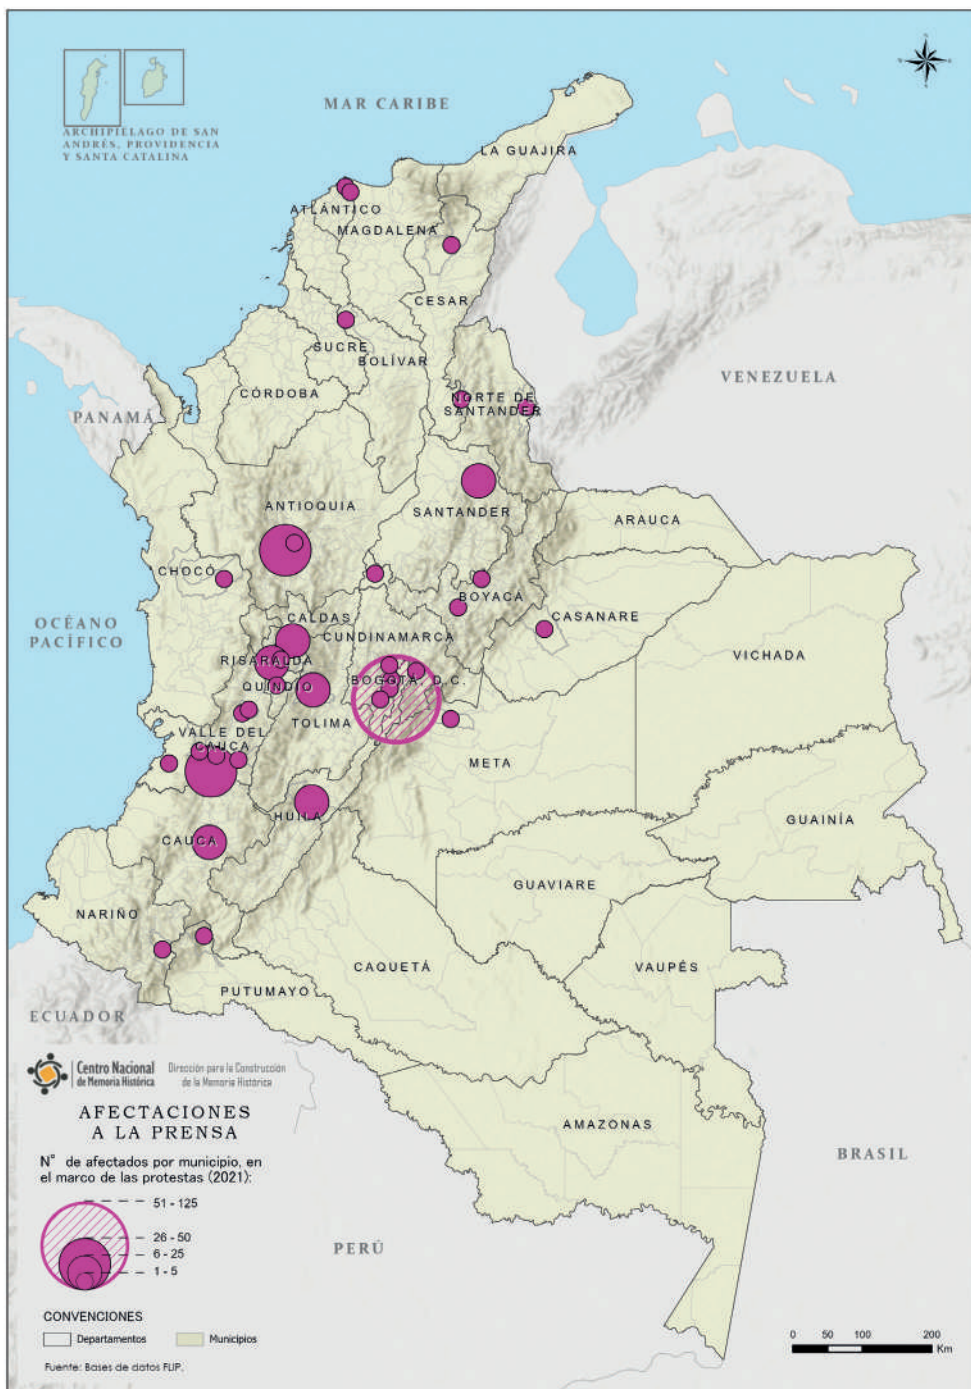 MAR CARIBE
ARCHIPIÉLAGO DE SAN
ANDRÉS, PROVIDENCIA
Y SANTA CATALINA
LA GUAJIRA
ATLÁNTICO
MAGDALENA
CESAR
SUCRE
BOLÍVAR
CÓRDOBA
NORTE DE
SANTANDER
VENEZUELA
PANAMÁ
ANTIOQUIA
SANTANDER
ARAUCA
CHOCÓ
BOYACÁ
CASANARE
OCÉANO
PACÍFICO
CALDAS
CUNDINAMARCA
VICHADA
RISARALDA
BOGOTÁ, D.C.
QUINDIO
TOLIMA
VALLE DEL
CAUCA
META
HUILA
GUAINÍA
CAUCA
GUAVIARE
NARIÑO
CAQUETÁ
VAUPÉS
PUTUMAYO
ECUADOR
Centro Nacional
de Memoria Histórica
Dirección para la Construcción
de la Memoria Histórica
AFECTACIONES
A LA PRENSA
N° de afectados por municipio, en
el marco de las protestas (2021):
51 - 125
26 - 50
6 - 25
1 - 5
AMAZONAS
BRASIL
PERÚ
CONVENCIONES
Departamentos
Municipios
Fuente: Bases de datos FLIP.
0 50 100 200
Km